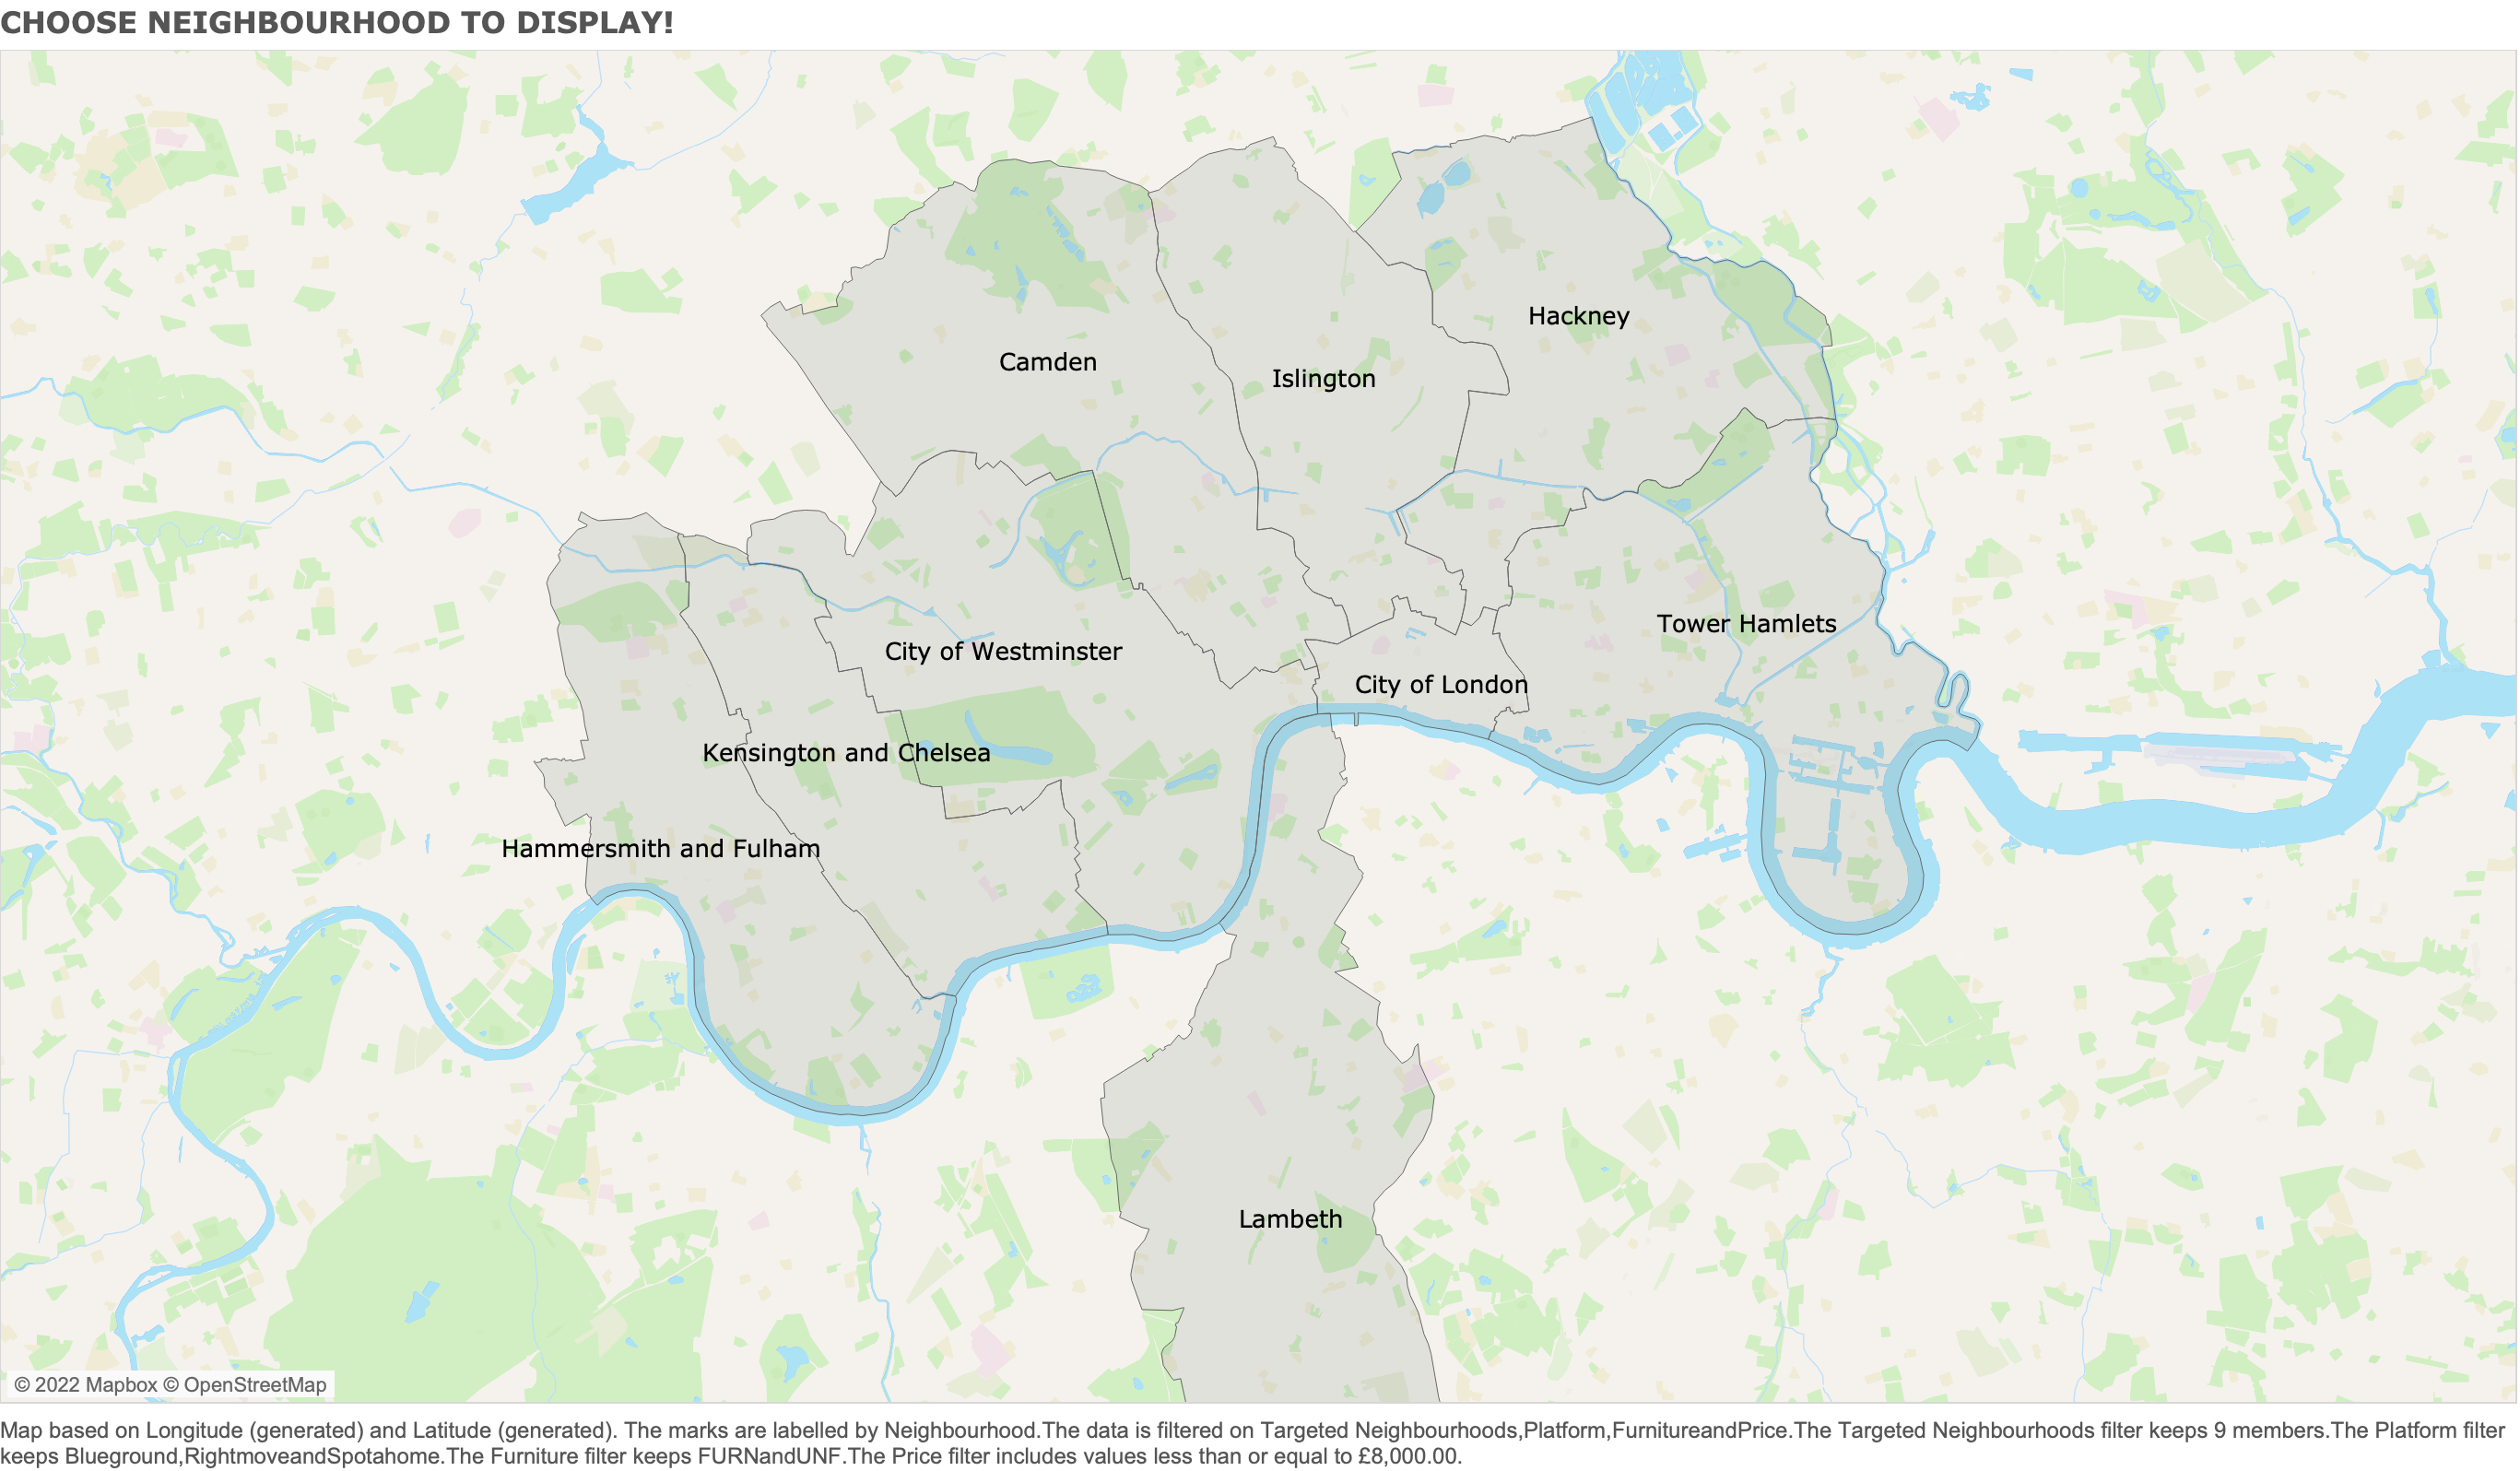 CHOOSE NEIGHBOURHOOD TO DISPLAY!
Hackney
Camden
Islington
Tower Hamlets
City of Westminster
City of London
Kensington and Chelsea
Hammersmith and Fulham
Lambeth
© 2022 Mapbox © OpenStreetMap
Map based on Longitude (generated) and Latitude (generated). The marks are labelled by Neighbourhood.The data is filtered on Targeted Neighbourhoods,Platform,FurnitureandPrice.The Targeted Neighbourhoods filter keeps 9 members.The Platform filter
keeps Blueground,RightmoveandSpotahome.The Furniture filter keeps FURNandUNF.The Price filter includes values less than or equal to £8,000.00.